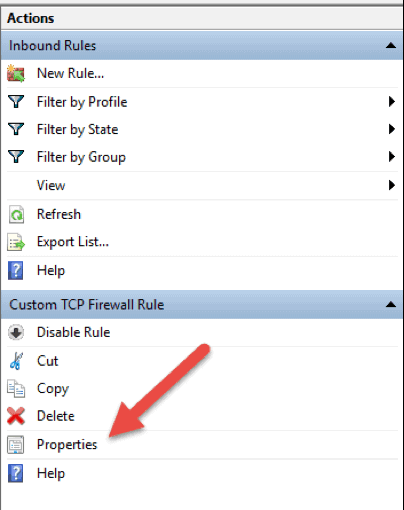 Actions
Inbound Rules
New Rule...
Filter by Profile
Filter by State
Filter by Group
View
Refresh
Export List...
Help
Custom TCP Firewall Rule
Disable Rule
Cut
Copy
Delete
Properties
Help